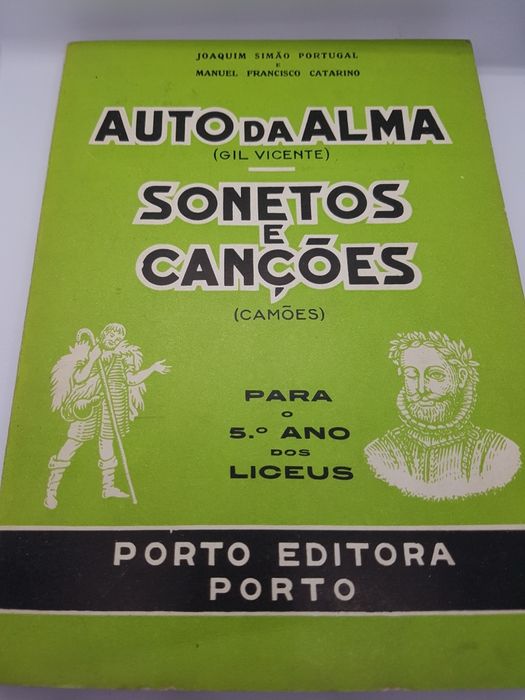 JOAQUIM SIMÃO PORTUGAL
E
MANUEL FRANCISCO CATARINO
AUTO DA ALMA
(GIL VICENTE)
SONETOS
E
CANÇÕES
(CAMÕES)
PARA
O
5.º ANO
DOS
LICEUS
PORTO EDITORA
PORTO